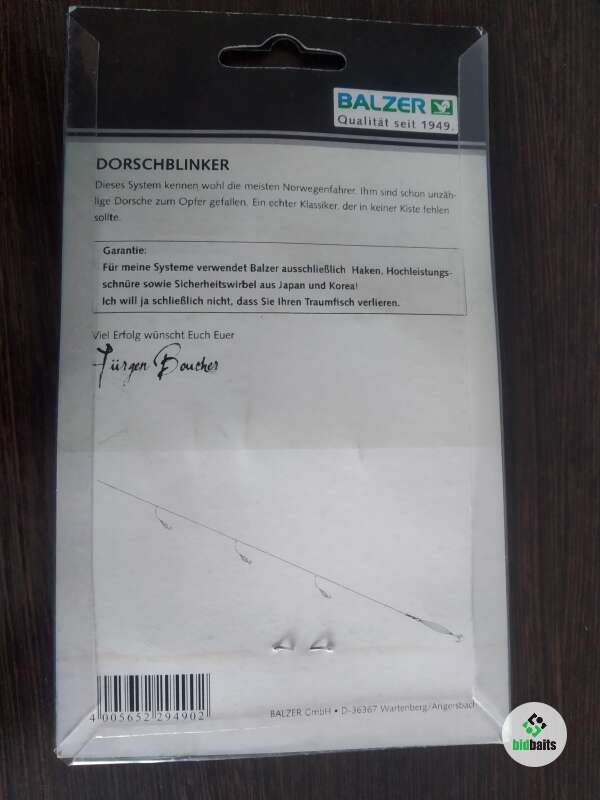 BALZER
Qualität seit 1949.
DORSCHBLINKER
Dieses System kennen wohl die meisten Norwegenfahrer. Ihm sind schon unzäh-
lige Dorsche zum Opfer gefallen. Ein echter Klassiker, der in keiner Kiste fehlen
sollte.
Garantie:
Für meine Systeme verwendet Balzer ausschließlich Haken, Hochleistungs-
schnüre sowie Sicherheitswirbel aus Japan und Korea!
Ich will ja schließlich nicht, dass Sie Ihren Traumfisch verlieren.
Viel Erfolg wünscht Euch Euer
Jürgen Boucher
4 005652 294902
BALZER GmbH • D-36367 Wartenberg/Angersbach
bidbaits